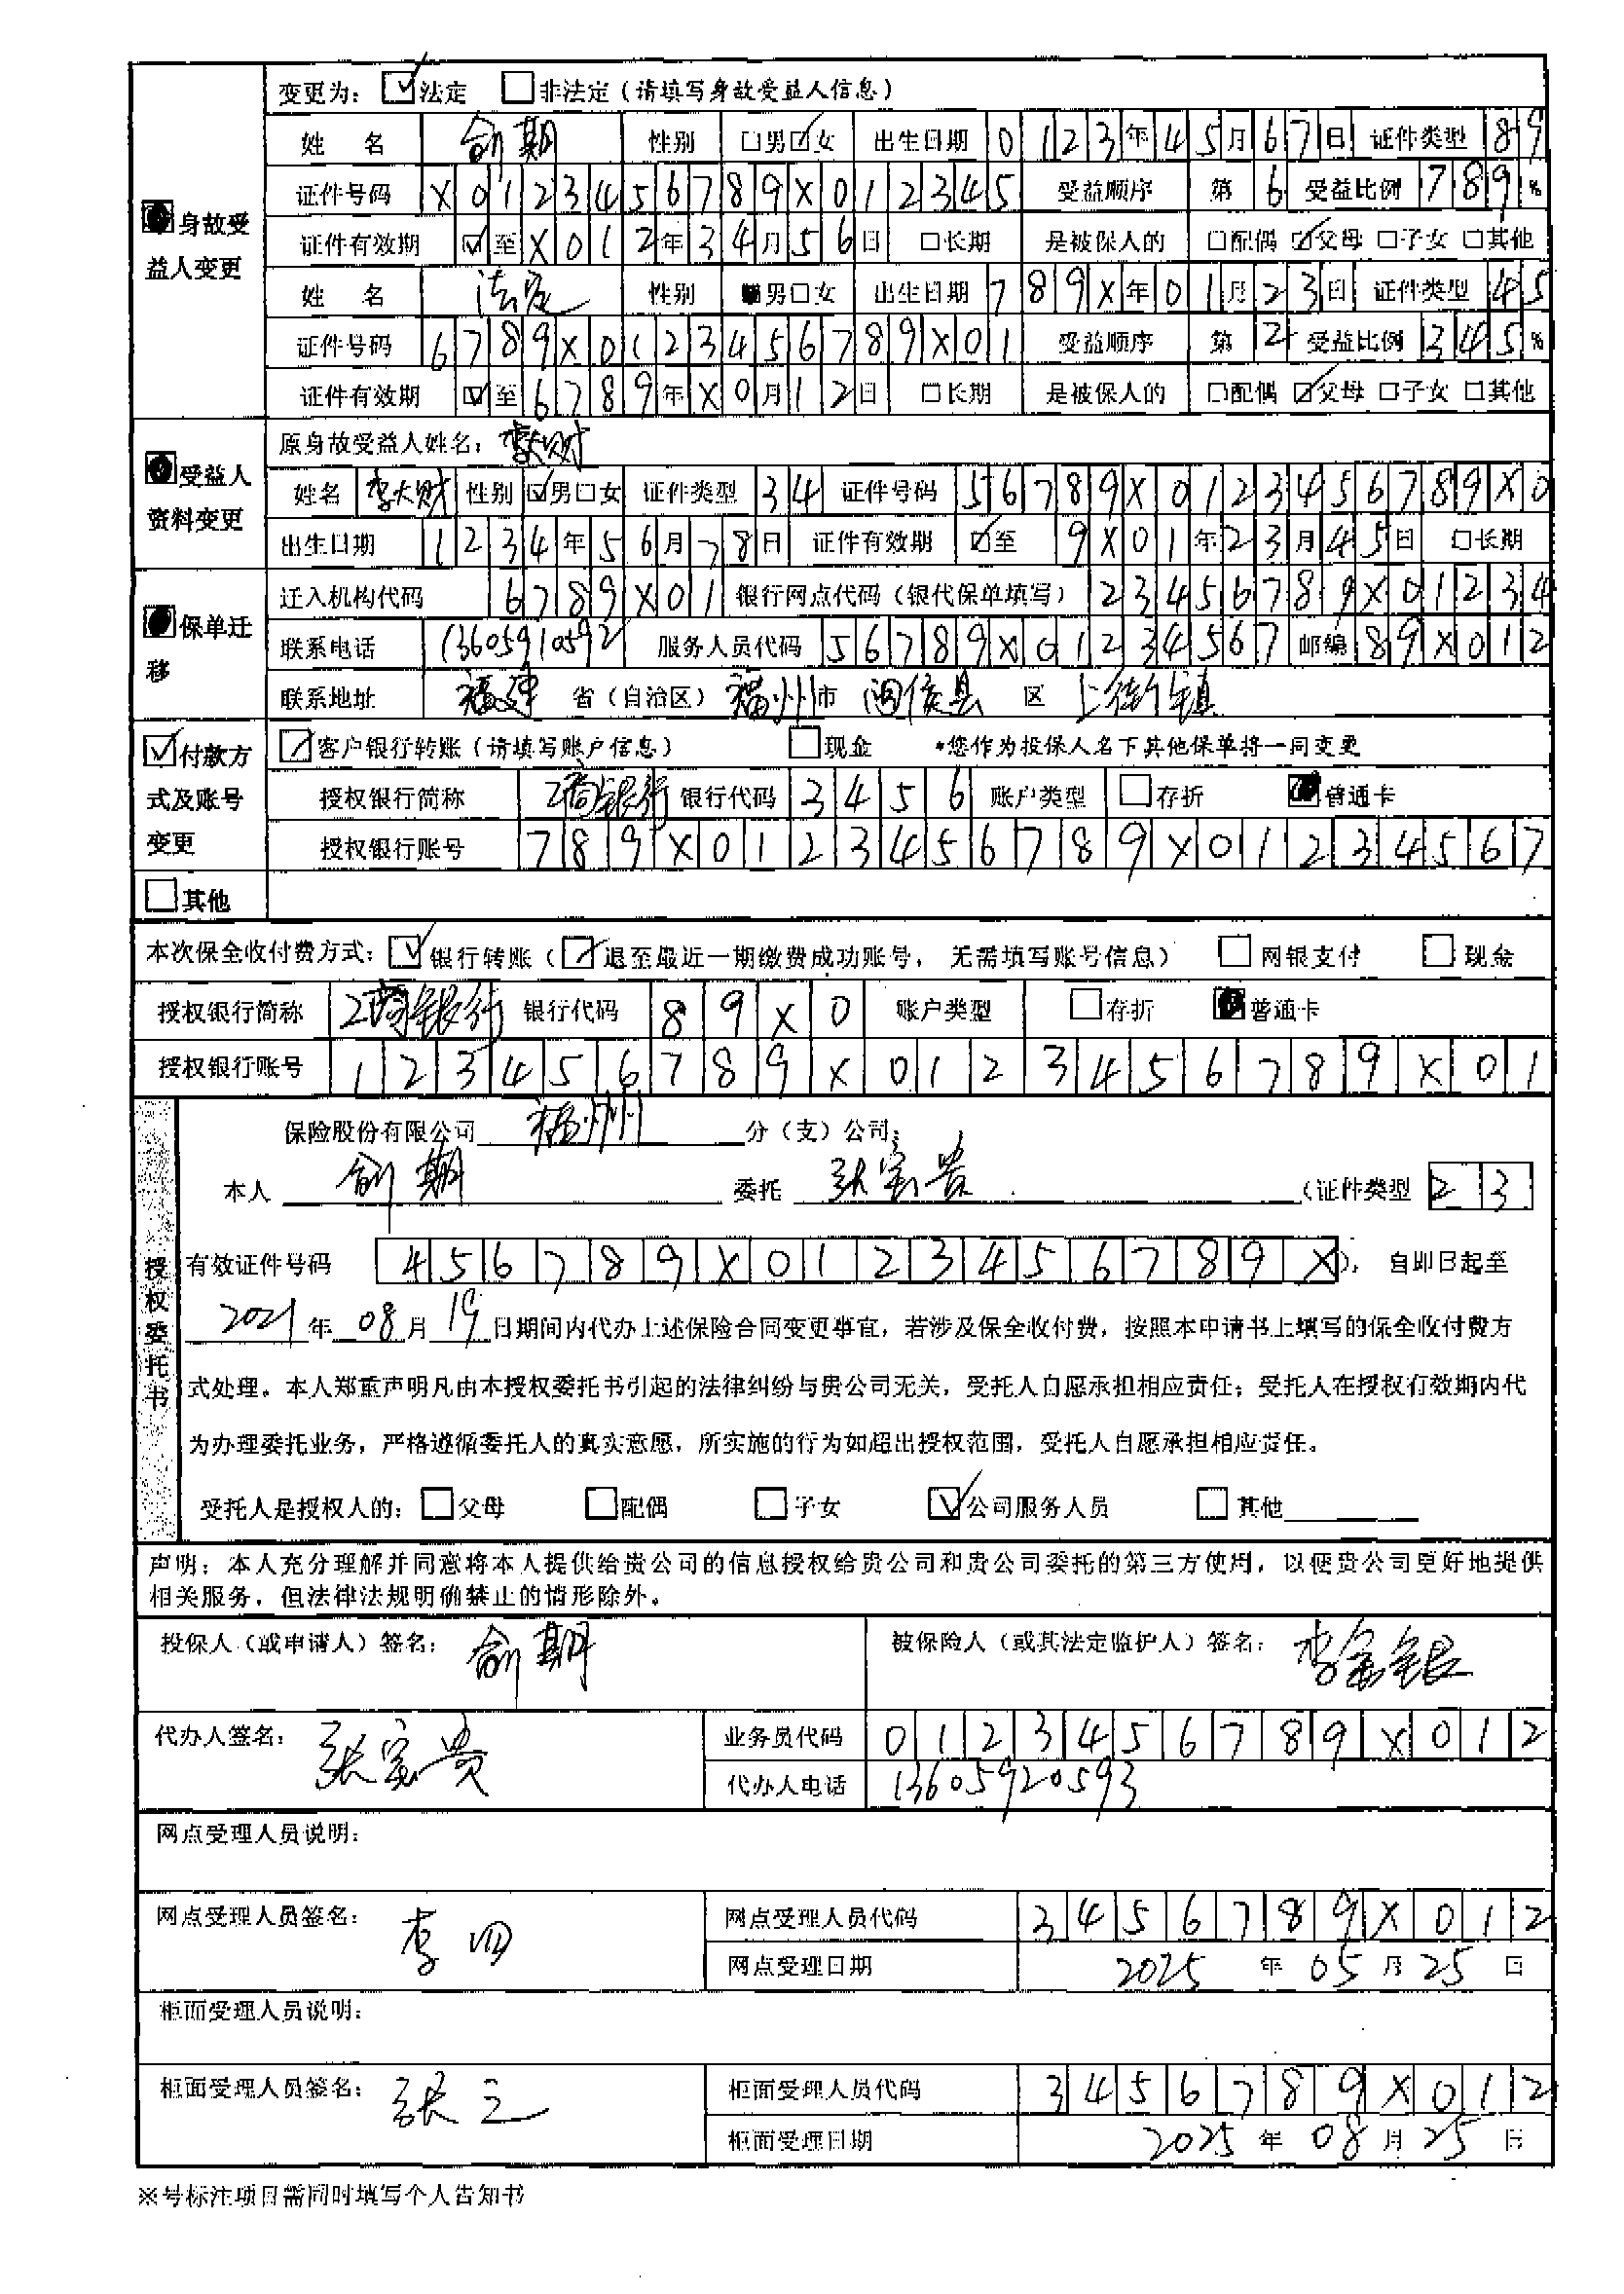 变更为：☑法定 □非法定（请填写身故受益人信息）
姓 名 俞期 性别 □男☑女 出生日期 0123年45月67日 证件类型 89
证件号码 X0123456789X012345 受益顺序 第6 受益比例 789%
■身故受益人变更
证件有效期 ☑至X012年34月56日 □长期 是被保人的 □配偶 ☑父母 □子女 □其他
姓 名 法定 性别 ■男□女 出生日期 789X年01月23日 证件类型 45
证件号码 6789X0123456789X01 受益顺序 第2 受益比例 345%
证件有效期 ☑至6789年X0月12日 □长期 是被保人的 □配偶 ☑父母 □子女 □其他
■受益人资料变更
原身故受益人姓名：李大财
姓名 李大财 性别 ☑男□女 证件类型 34 证件号码 56789X0123456789X0
出生日期 1234年56月78日 证件有效期 ☑至 9X01年23月45日 □长期
■保单迁移
迁入机构代码 6789X01 银行网点代码（银代保单填写） 23456789X01234
联系电话 13605910592 服务人员代码 56789X01234567 邮编 89X012
联系地址 福建 省（自治区） 福州 市 闽侯县 区 上街镇
☑付款方式及账号变更
☑客户银行转账（请填写账户信息） □现金 *您作为投保人名下其他保单将一同变更
授权银行简称 工商银行 银行代码 3456 账户类型 □存折 ■普通卡
授权银行账号 789X0123456789X01234567
□其他
本次保全收付费方式：☑银行转账（☑退至最近一期缴费成功账号，无需填写账号信息） □网银支付 □现金
授权银行简称 工商银行 银行代码 89X0 账户类型 □存折 ■普通卡
授权银行账号 123456789X0123456789X01
授权委托书
保险股份有限公司 福州 分（支）公司：
本人 俞期 委托 张富贵 （证件类型 23
有效证件号码 456789X0123456789X），自即日起至
2021年08月19日期间内代办上述保险合同变更事宜，若涉及保全收付费，按照本申请书上填写的保全收付费方
式处理。本人郑重声明凡由本授权委托书引起的法律纠纷与贵公司无关，受托人自愿承担相应责任；受托人在授权有效期内代
为办理委托业务，严格遵循委托人的真实意愿，所实施的行为如超出授权范围，受托人自愿承担相应责任。
受托人是授权人的：□父母 □配偶 □子女 ☑公司服务人员 □其他
声明：本人充分理解并同意将本人提供给贵公司的信息授权给贵公司和贵公司委托的第三方使用，以便贵公司更好地提供
相关服务，但法律法规明确禁止的情形除外。
投保人（或申请人）签名：俞期 被保险人（或其法定监护人）签名：李金银
代办人签名：张富贵 业务员代码 0123456789X012
代办人电话 13605920593
网点受理人员说明：
网点受理人员签名：李四 网点受理人员代码 3456789X012
网点受理日期 2025年05月25日
柜面受理人员说明：
柜面受理人员签名：张三 柜面受理人员代码 3456789X012
柜面受理日期 2025年08月25日
※号标注项目需同时填写个人告知书